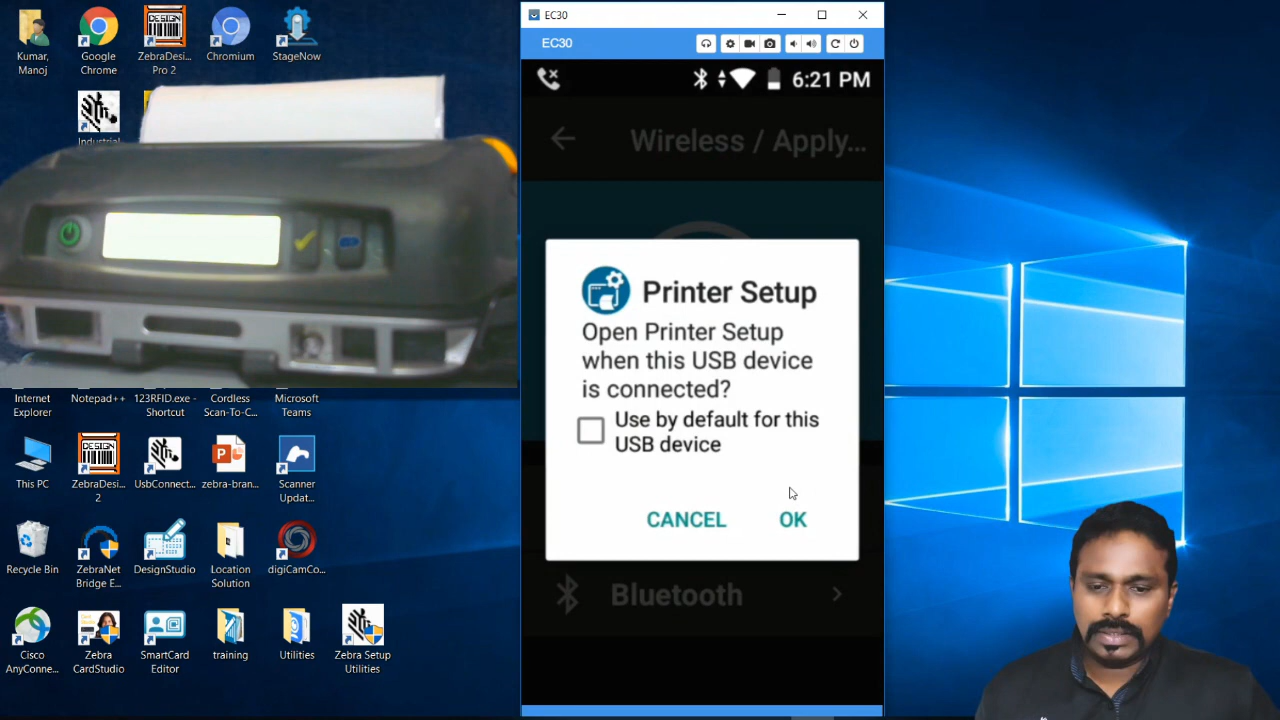 Kumar, Manoj
Google Chrome
DESIGN
ZebraDesi... Pro 2
Chromium
StageNow
Industrial
Internet Explorer
Notepad++
123RFID.exe - Shortcut
Cordless Scan-To-C...
Microsoft Teams
This PC
DESIGN
ZebraDesi... 2
UsbConnect...
zebra-bran...
Scanner Updat...
Recycle Bin
ZebraNet Bridge E...
DesignStudio
Location Solution
digiCamCo...
Cisco AnyConne...
Zebra CardStudio
SmartCard Editor
training
Utilities
Zebra Setup Utilities
EC30
EC30
6:21 PM
Wireless / Apply...
Printer Setup
Open Printer Setup
when this USB device
is connected?
Use by default for this
USB device
CANCEL OK
Bluetooth